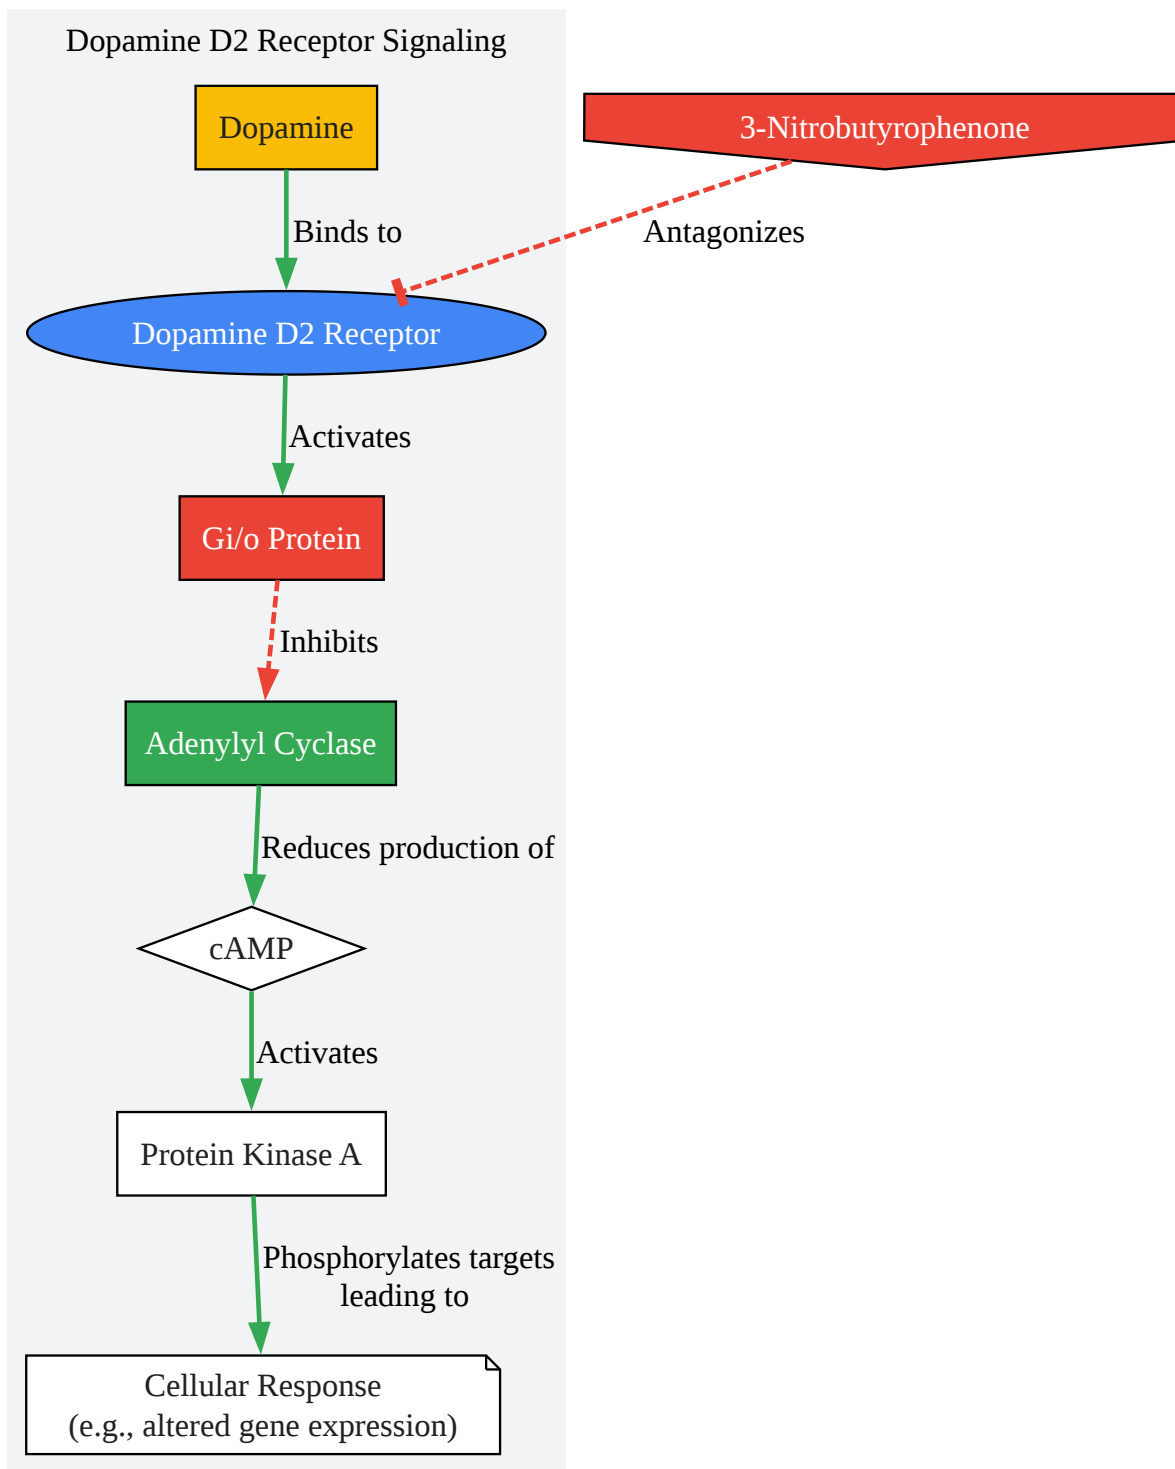 Dopamine D2 Receptor Signaling
Dopamine
3-Nitrobutyrophenone
Binds to
Antagonizes
Dopamine D2 Receptor
Activates
Gi/o Protein
Inhibits
Adenylyl Cyclase
Reduces production of
cAMP
Activates
Protein Kinase A
Phosphorylates targets
leading to
Cellular Response
(e.g., altered gene expression)